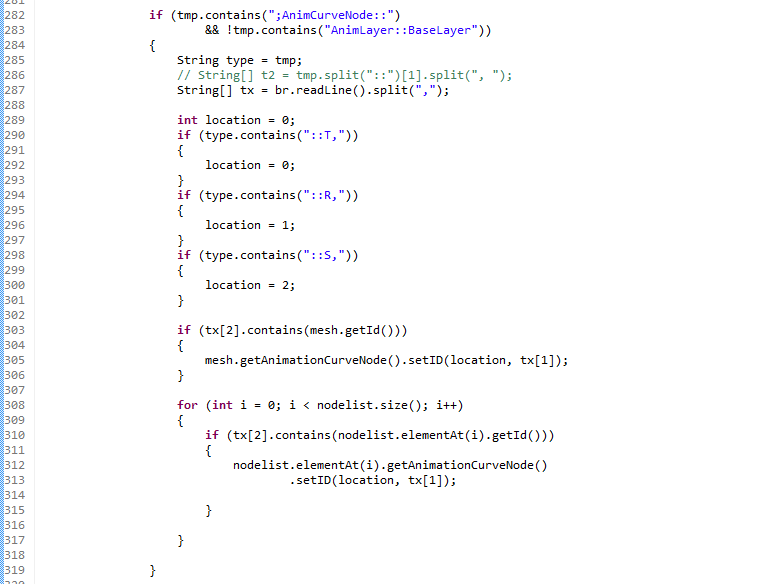 281
282 if (tmp.contains(";AnimCurveNode::")
283 && !tmp.contains("AnimLayer::BaseLayer"))
284 {
285 String type = tmp;
286 // String[] t2 = tmp.split("::")[1].split(", ");
287 String[] tx = br.readLine().split(",");
288
289 int location = 0;
290 if (type.contains("::T,"))
291 {
292 location = 0;
293 }
294 if (type.contains("::R,"))
295 {
296 location = 1;
297 }
298 if (type.contains("::S,"))
299 {
300 location = 2;
301 }
302
303 if (tx[2].contains(mesh.getId()))
304 {
305 mesh.getAnimationCurveNode().setID(location, tx[1]);
306 }
307
308 for (int i = 0; i < nodelist.size(); i++)
309 {
310 if (tx[2].contains(nodelist.elementAt(i).getId()))
311 {
312 nodelist.elementAt(i).getAnimationCurveNode()
313 .setID(location, tx[1]);
314
315 }
316
317 }
318
319 }